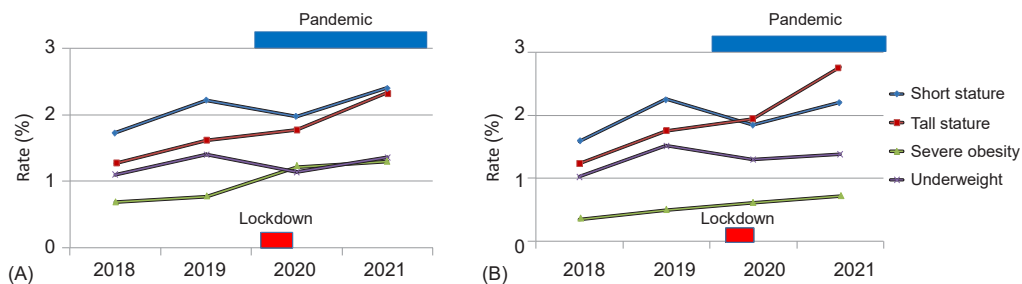 Pandemic
3
2
1
0
Rate (%)
Lockdown
2018 2019 2020 2021
(A)
Pandemic
3
2
1
0
Rate (%)
Lockdown
2018 2019 2020 2021
(B)
Short stature
Tall stature
Severe obesity
Underweight